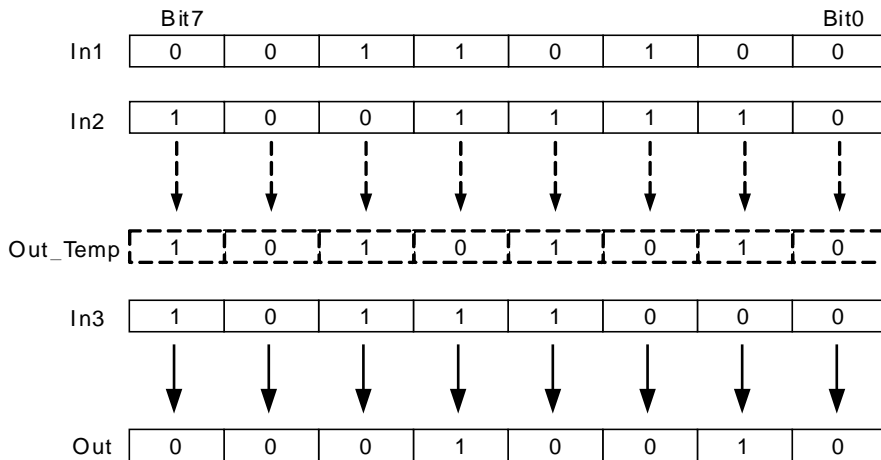 Bit7 Bit0
In1 0 0 1 1 0 1 0 0
In2 1 0 0 1 1 1 1 0
Out_Temp 1 0 1 0 1 0 1 0
In3 1 0 1 1 1 0 0 0
Out 0 0 0 1 0 0 1 0